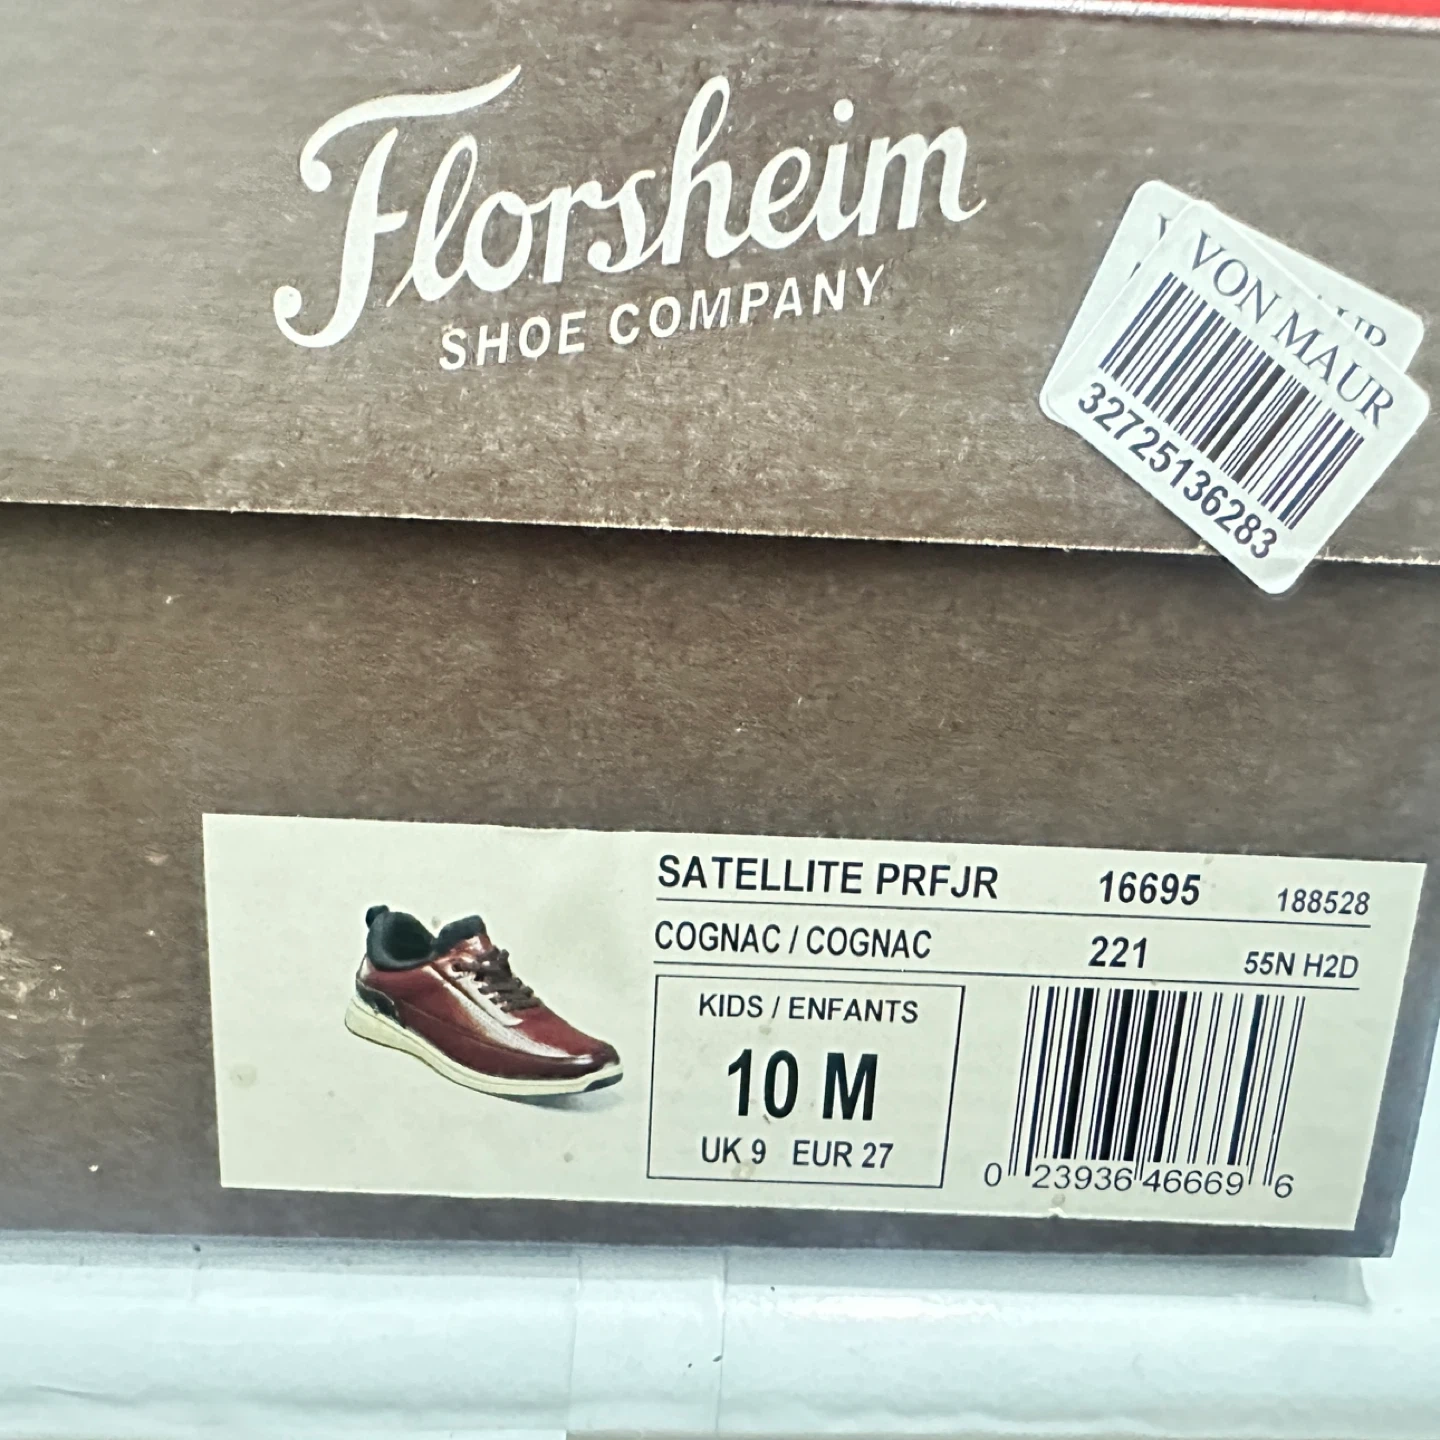 Florsheim
SHOE COMPANY
VON MAUR
32725136283
SATELLITE PRFJR 16695 188528
COGNAC / COGNAC 221 55N H2D
KIDS / ENFANTS
10 M
UK 9 EUR 27
0 23936 46669 6